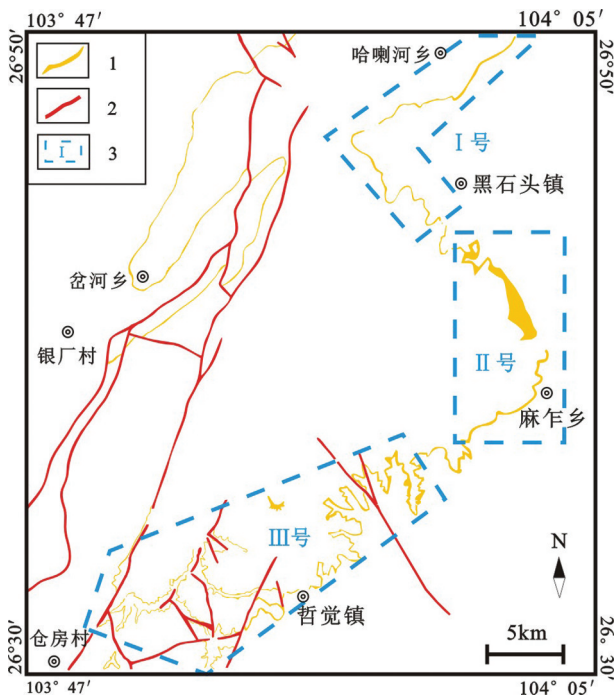 103° 47′
104° 05′
26°50′
26°50′
1
2
I
3
哈喇河乡
I号
黑石头镇
岔河乡
银厂村
II号
麻乍乡
III号
哲觉镇
N
仓房村
5km
26°30′
26° 30′
103° 47′
104° 05′